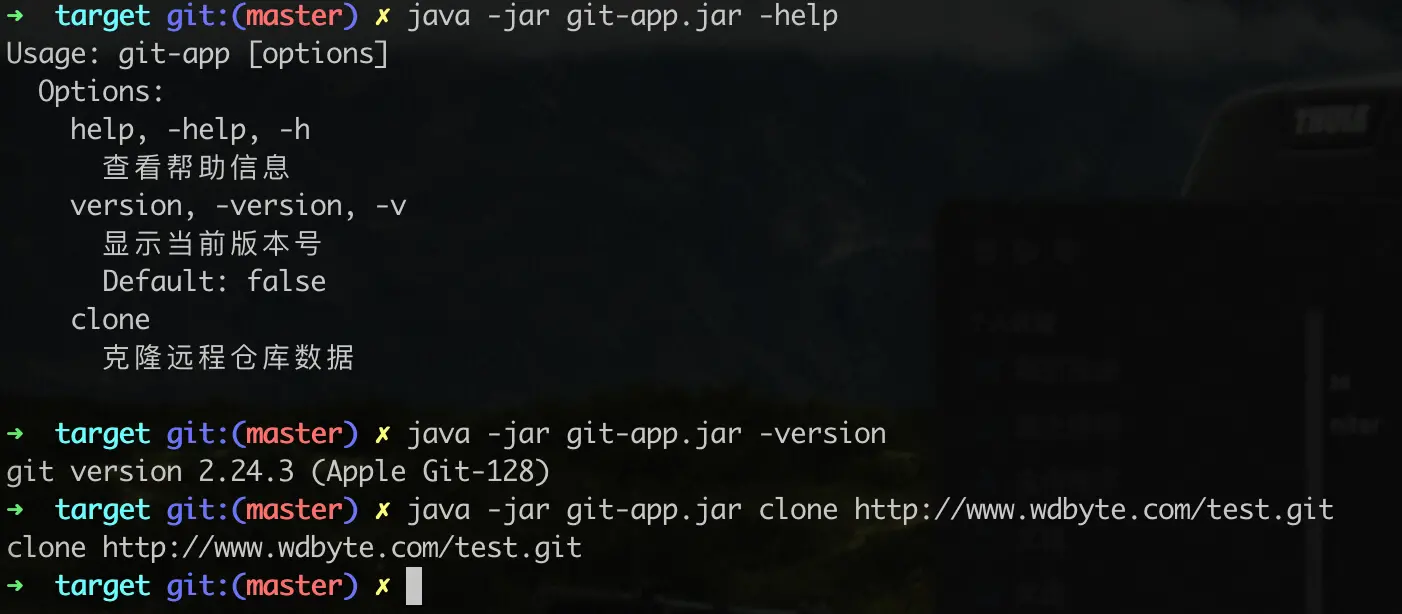 ➜ target git:(master) ✗ java -jar git-app.jar -help
Usage: git-app [options]
Options:
help, -help, -h
查看帮助信息
version, -version, -v
显示当前版本号
Default: false
clone
克隆远程仓库数据
➜ target git:(master) ✗ java -jar git-app.jar -version
git version 2.24.3 (Apple Git-128)
➜ target git:(master) ✗ java -jar git-app.jar clone http://www.wdbyte.com/test.git
clone http://www.wdbyte.com/test.git
➜ target git:(master) ✗
THULE